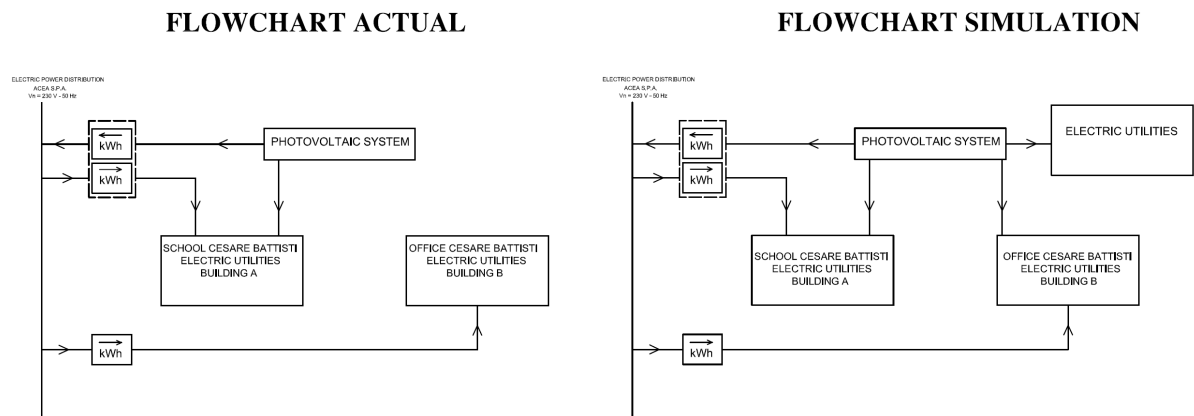 FLOWCHART ACTUAL
ELECTRIC POWER DISTRIBUTION
ACEA S.P.A.
Vn = 230 V - 50 Hz
kWh
PHOTOVOLTAIC SYSTEM
kWh
SCHOOL CESARE BATTISTI
ELECTRIC UTILITIES
BUILDING A
OFFICE CESARE BATTISTI
ELECTRIC UTILITIES
BUILDING B
kWh
FLOWCHART SIMULATION
ELECTRIC POWER DISTRIBUTION
ACEA S.P.A.
Vn = 230 V - 50 Hz
kWh
PHOTOVOLTAIC SYSTEM
ELECTRIC UTILITIES
kWh
SCHOOL CESARE BATTISTI
ELECTRIC UTILITIES
BUILDING A
OFFICE CESARE BATTISTI
ELECTRIC UTILITIES
BUILDING B
kWh